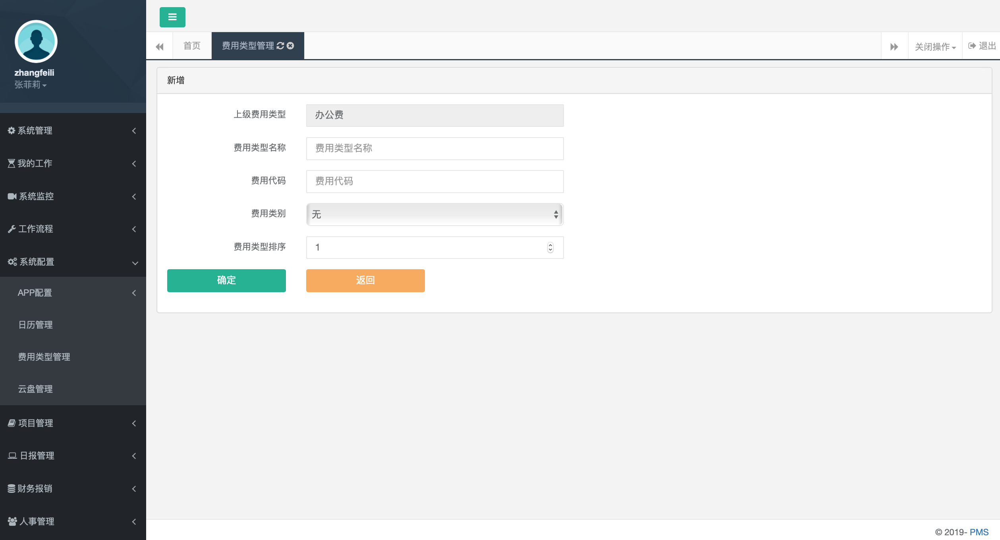 zhangfeili
张菲莉
系统管理
我的工作
系统监控
工作流程
系统配置
APP配置
日历管理
费用类型管理
云盘管理
项目管理
日报管理
财务报销
人事管理
首页
费用类型管理
关闭操作
退出
新增
上级费用类型 办公费
费用类型名称 费用类型名称
费用代码 费用代码
费用类别 无
费用类型排序 1
确定 返回
© 2019- PMS